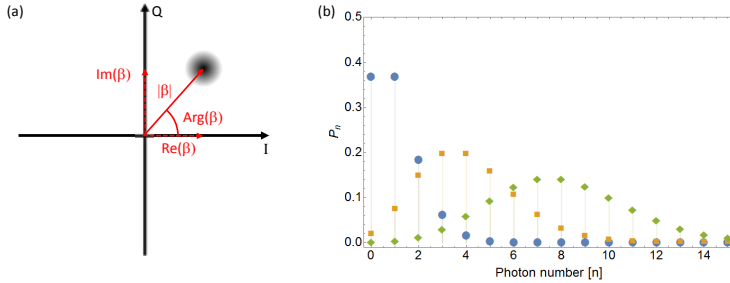 (a)
Q
Im(β)
|β|
Arg(β)
Re(β)
I
(b)
0.5
0.4
0.3
0.2
0.1
0.0
Pn
0 2 4 6 8 10 12 14
Photon number [n]